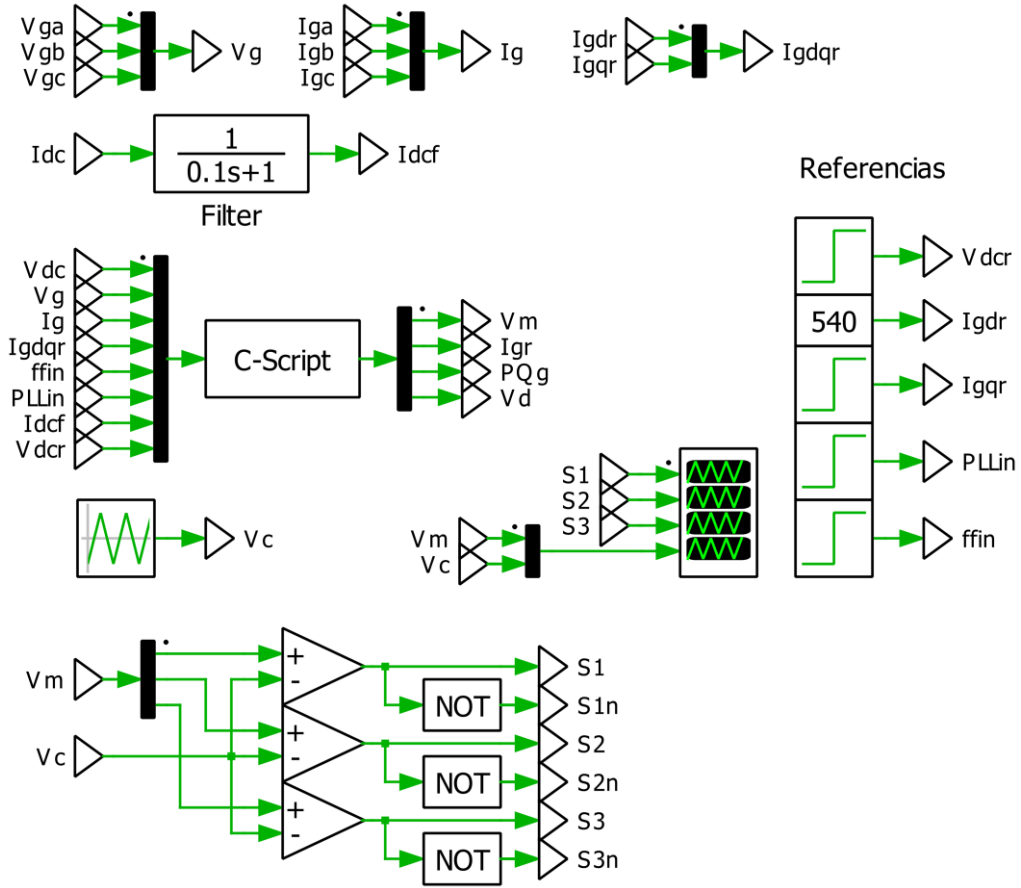 Vga
Vgb
Vgc
Vg
Iga
Igb
Igc
Ig
Igdr
Igqr
Igdqr
Idc
1
0.1s+1
Idcf
Filter
Referencias
Vdc
Vg
Ig
Igdqr
ffin
PLLin
Idcf
Vdcr
C-Script
Vm
Igr
PQg
Vd
Vdcr
540
Igdr
Igqr
PLLin
ffin
Vc
S1
S2
S3
Vm
Vc
Vm
Vc
+
-
+
-
+
-
NOT
NOT
NOT
S1
S1n
S2
S2n
S3
S3n